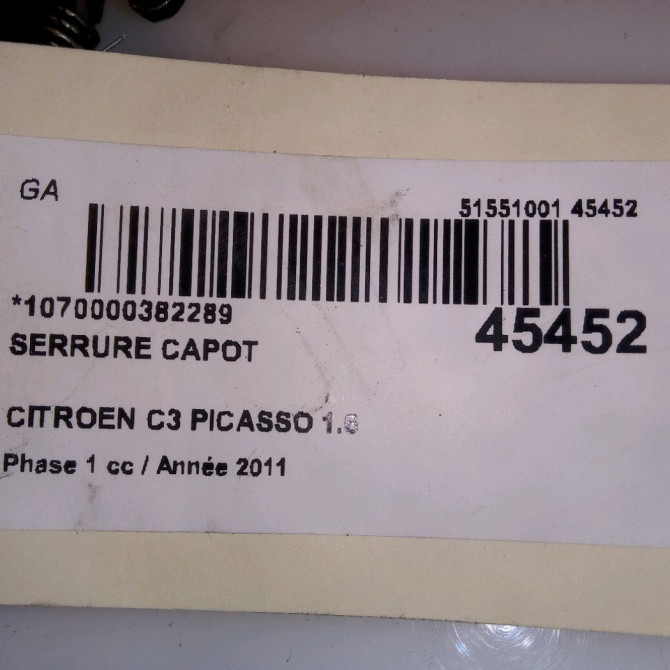 GA
51551001 45452
*1070000382289
45452
SERRURE CAPOT
CITROEN C3 PICASSO 1.6
Phase 1 cc / Année 2011